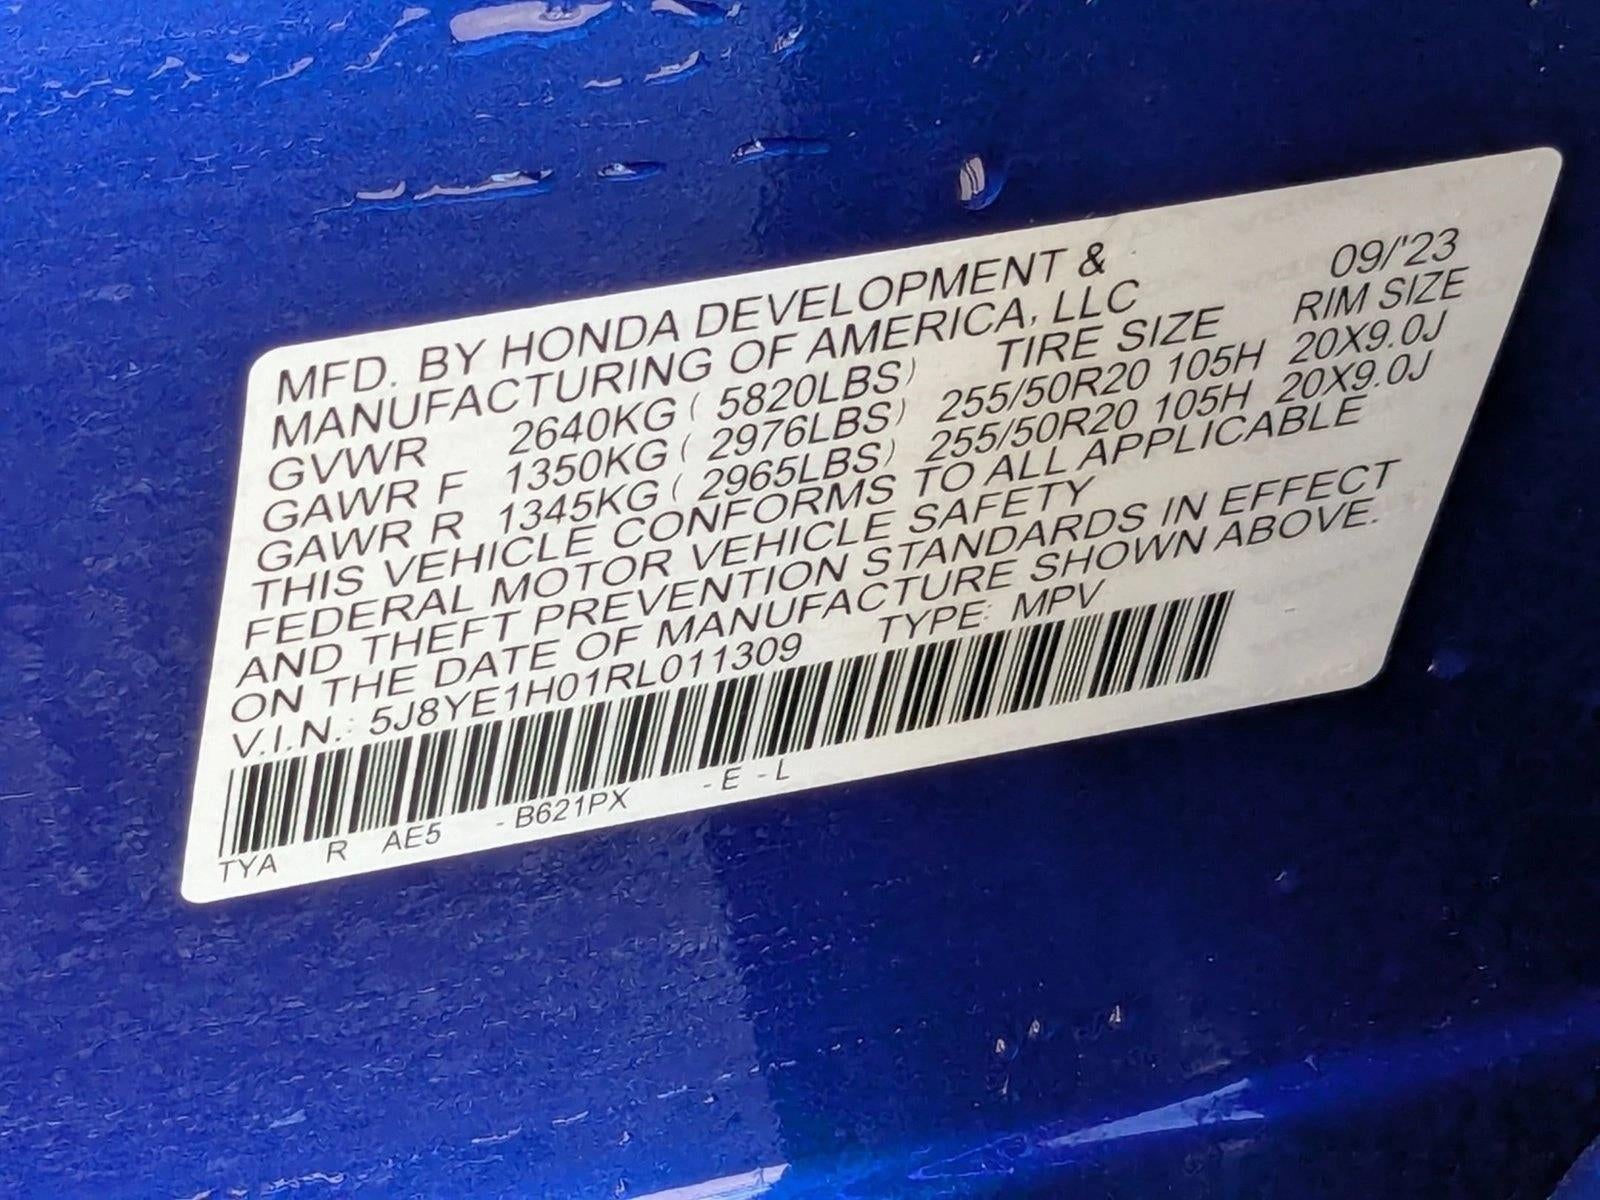 MFD. BY HONDA DEVELOPMENT & 09/'23
MANUFACTURING OF AMERICA, LLC RIM SIZE
GVWR 2640KG ( 5820LBS) TIRE SIZE 20X9.0J
GAWR F 1350KG ( 2976LBS) 255/50R20 105H 20X9.0J
GAWR R 1345KG ( 2965LBS) 255/50R20 105H
THIS VEHICLE CONFORMS TO ALL APPLICABLE
FEDERAL MOTOR VEHICLE SAFETY
AND THEFT PREVENTION STANDARDS IN EFFECT
ON THE DATE OF MANUFACTURE SHOWN ABOVE.
V.I.N.: 5J8YE1H01RL011309 TYPE: MPV
TYA R AE5 -B621PX -E -L